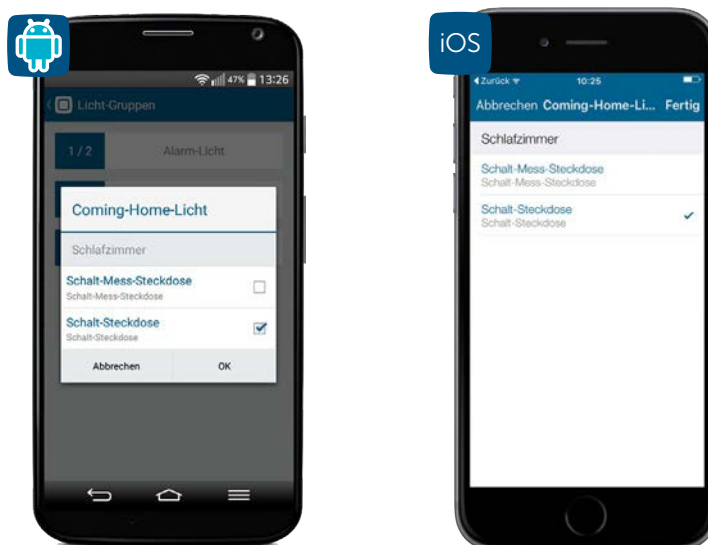 47% 13:26
Licht-Gruppen
1 / 2 Alarm-Licht
Coming-Home-Licht
Schlafzimmer
Schalt-Mess-Steckdose
Schalt-Mess-Steckdose
Schalt-Steckdose
Schalt-Steckdose
Abbrechen OK
iOS
Zurück 10:25
Abbrechen Coming-Home-Li... Fertig
Schlafzimmer
Schalt-Mess-Steckdose
Schalt-Mess-Steckdose
Schalt-Steckdose
Schalt-Steckdose